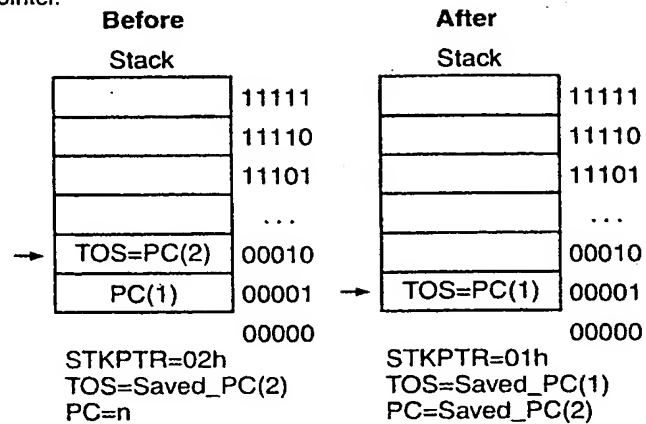 ointer.
Before After
Stack Stack
11111 11111
11110 11110
11101 11101
... ...
→ TOS=PC(2) 00010 00010
PC(1) 00001 → TOS=PC(1) 00001
00000 00000
STKPTR=02h STKPTR=01h
TOS=Saved_PC(2) TOS=Saved_PC(1)
PC=n PC=Saved_PC(2)